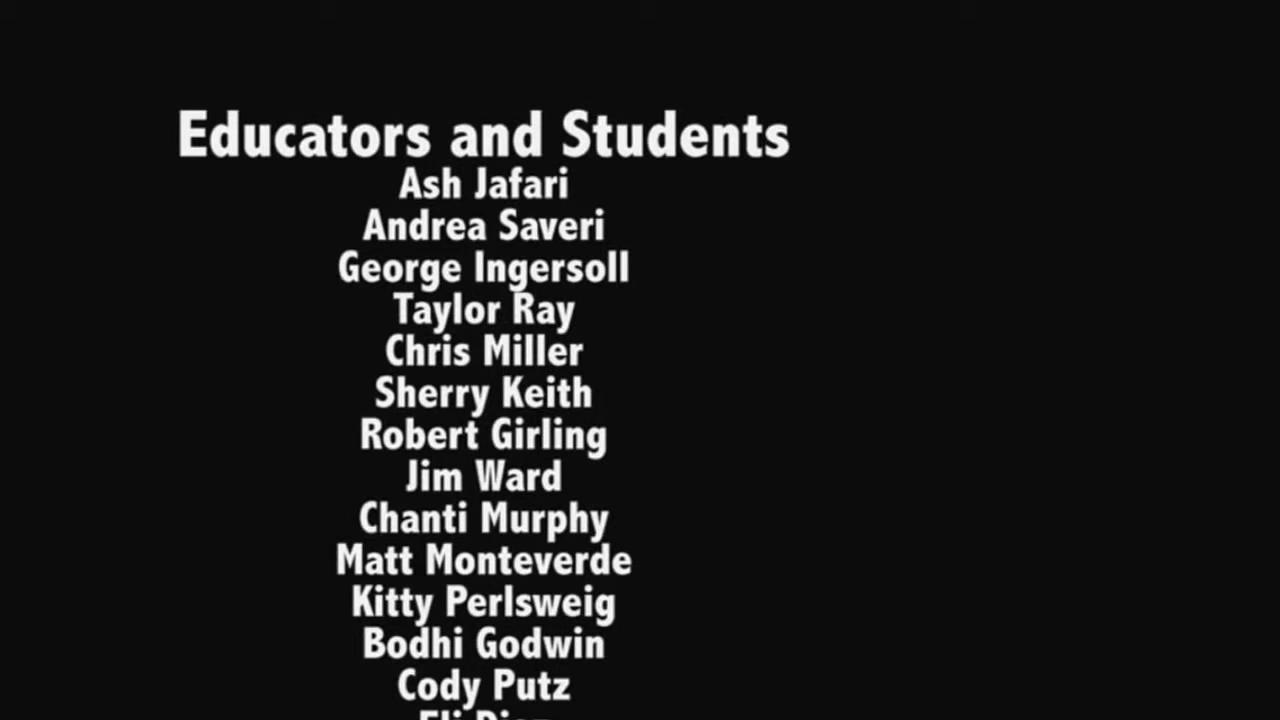 Educators and Students
Ash Jafari
Andrea Saveri
George Ingersoll
Taylor Ray
Chris Miller
Sherry Keith
Robert Girling
Jim Ward
Chanti Murphy
Matt Monteverde
Kitty Perlsweig
Bodhi Godwin
Cody Putz